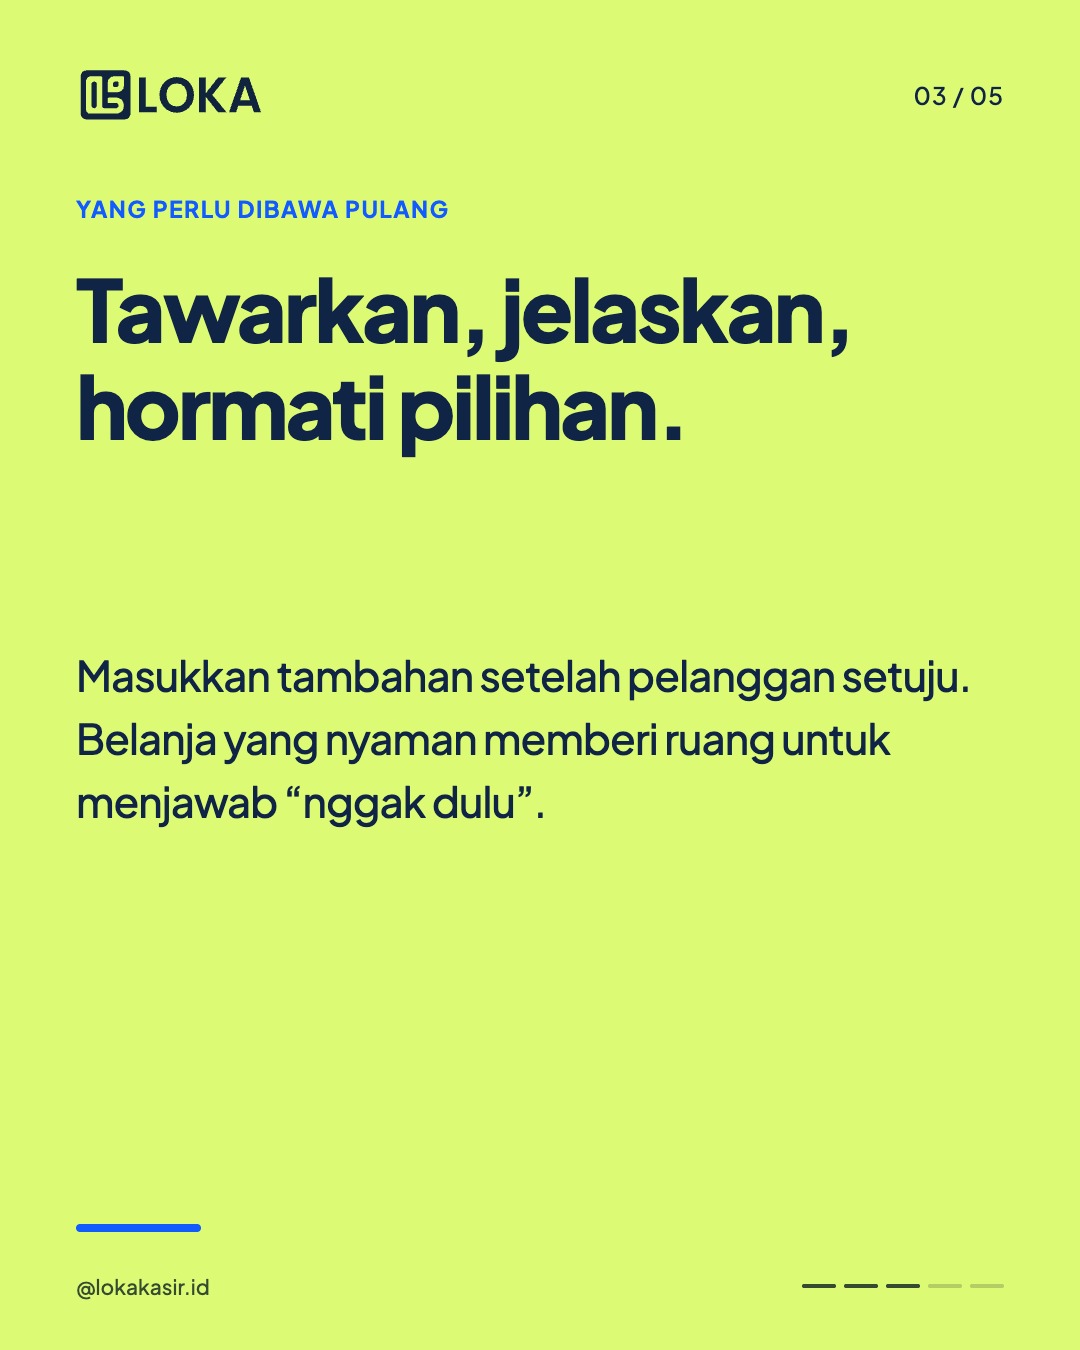 LOKA
03 / 05
YANG PERLU DIBAWA PULANG
Tawarkan, jelaskan,
hormati pilihan.
Masukkan tambahan setelah pelanggan setuju.
Belanja yang nyaman memberi ruang untuk
menjawab “nggak dulu”.
@lokakasir.id